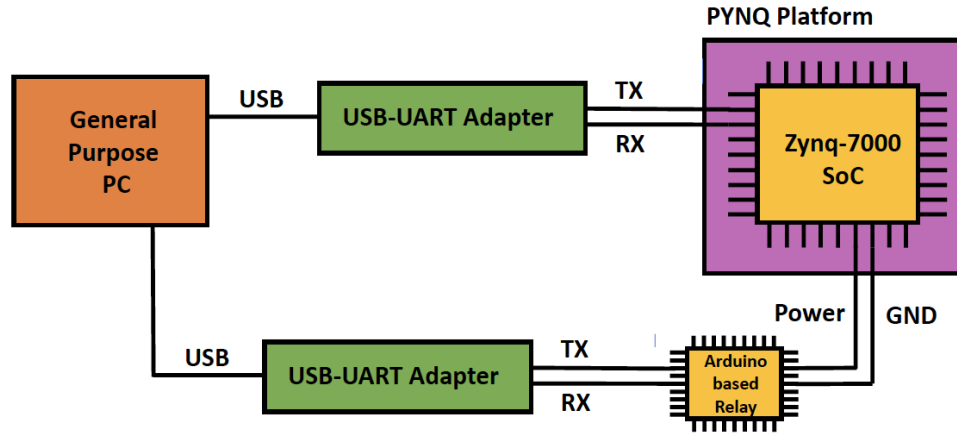 PYNQ Platform
General
Purpose
PC
USB
USB-UART Adapter
TX
RX
Zynq-7000
SoC
Power
GND
USB
USB-UART Adapter
TX
RX
Arduino
based
Relay